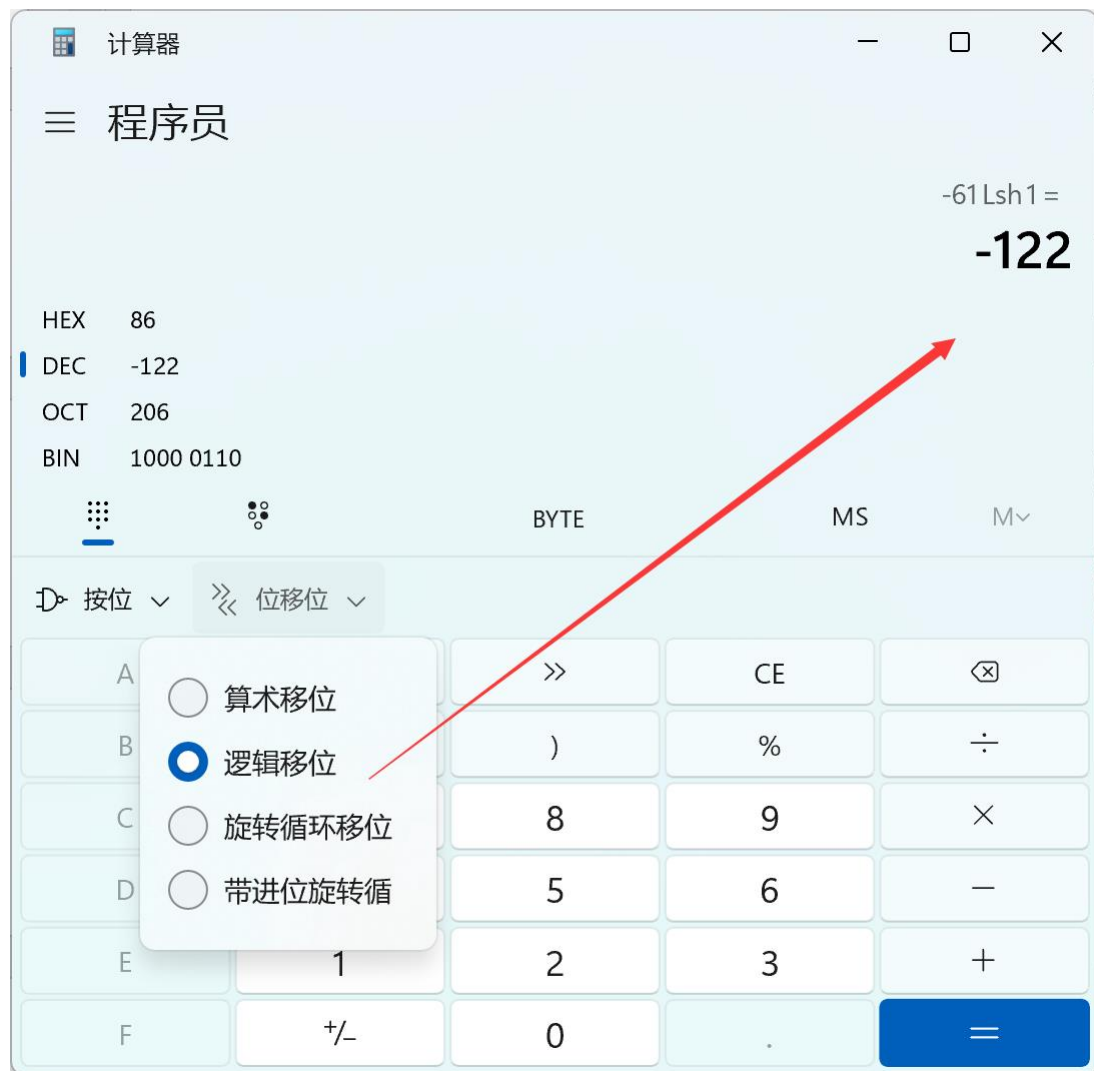 计算器
程序员
-61 Lsh 1 =
-122
HEX 86
DEC -122
OCT 206
BIN 1000 0110
BYTE MS M
按位 位移位
A CE
算术移位
B ) % ÷
逻辑移位
C 8 9 ×
旋转循环移位
D 5 6 −
带进位旋转循
E 1 2 3 +
F +/− 0 . =